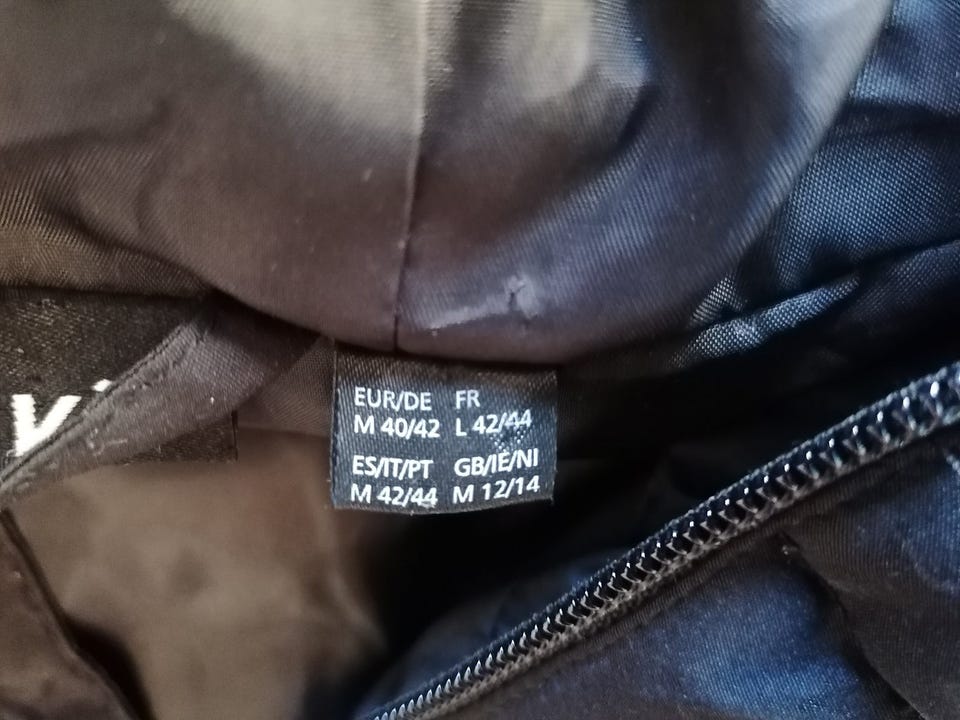 EUR/DE FR
M 40/42 L 42/44
ES/IT/PT GB/IE/NI
M 42/44 M 12/14